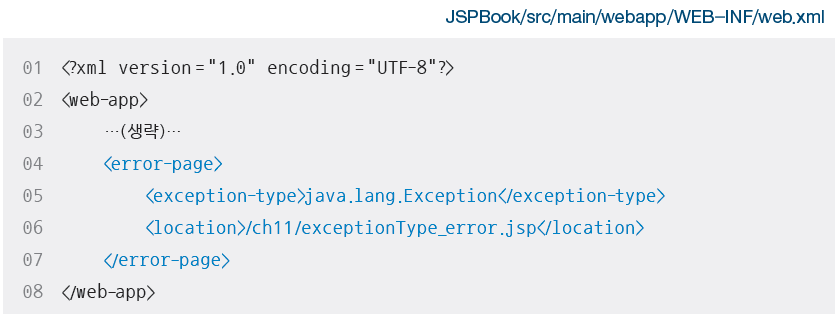 JSPBook/src/main/webapp/WEB-INF/web.xml
01 <?xml version="1.0" encoding="UTF-8"?>
02 <web-app>
03 …(생략)…
04 <error-page>
05 <exception-type>java.lang.Exception</exception-type>
06 <location>/ch11/exceptionType_error.jsp</location>
07 </error-page>
08 </web-app>